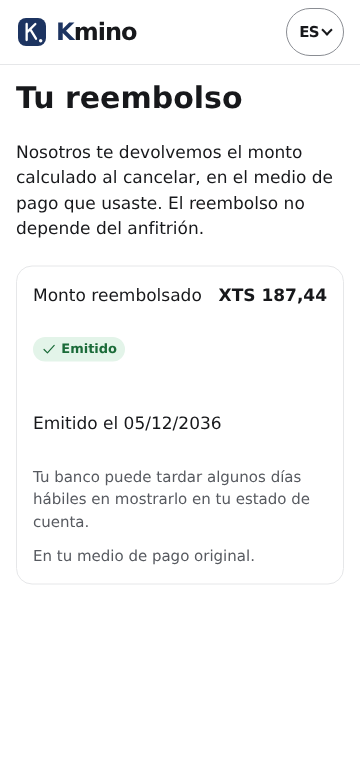 Kmino
ES
Tu reembolso
Nosotros te devolvemos el monto
calculado al cancelar, en el medio de
pago que usaste. El reembolso no
depende del anfitrión.
Monto reembolsado XTS 187,44
Emitido
Emitido el 05/12/2036
Tu banco puede tardar algunos días
hábiles en mostrarlo en tu estado de
cuenta.
En tu medio de pago original.